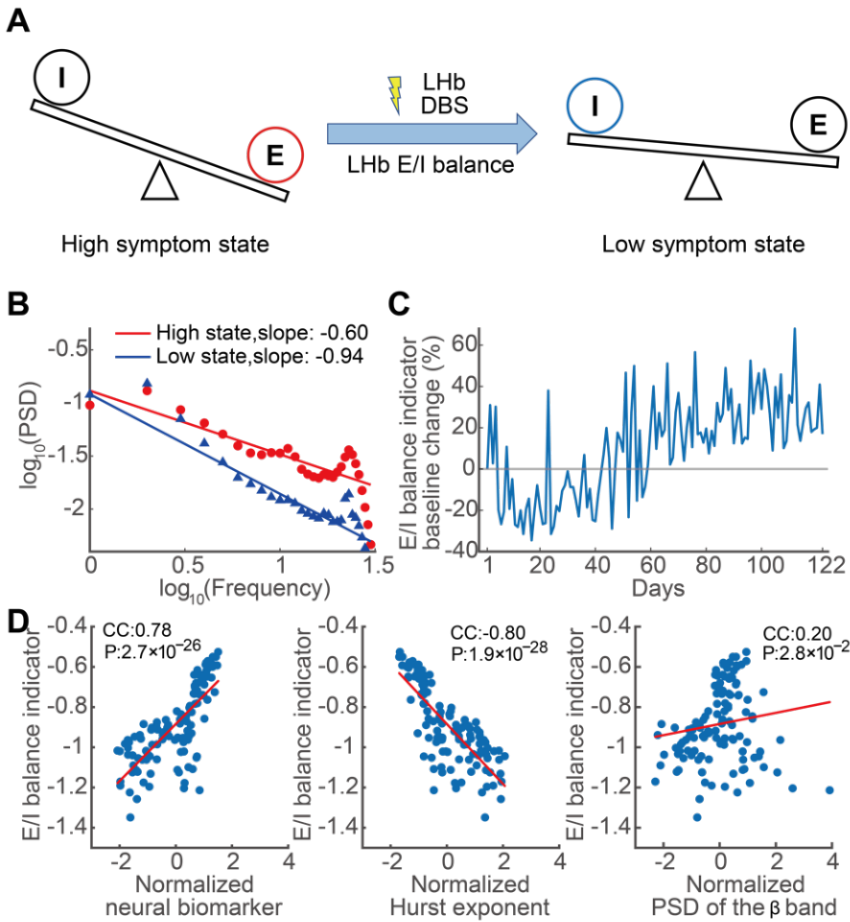 A
I
E
LHb
DBS
LHb E/I balance
I
E
High symptom state
Low symptom state
B
High state,slope: -0.60
Low state,slope: -0.94
log10(PSD)
-0.5
-1
-1.5
-2
0
0.5
1.0
1.5
log10(Frequency)
C
E/I balance indicator
baseline change (%)
60
40
20
0
-20
-40
1
20
40
60
80
100
122
Days
D
E/I balance indicator
-0.4
-0.6
-0.8
-1
-1.2
-1.4
CC:0.78
P:2.7×10⁻²⁶
-2
0
2
4
Normalized
neural biomarker
E/I balance indicator
-0.4
-0.6
-0.8
-1
-1.2
-1.4
CC:-0.80
P:1.9×10⁻²⁸
-2
0
2
4
Normalized
Hurst exponent
E/I balance indicator
-0.4
-0.6
-0.8
-1
-1.2
-1.4
CC:0.20
P:2.8×10⁻²
-2
0
2
4
Normalized
PSD of the β band